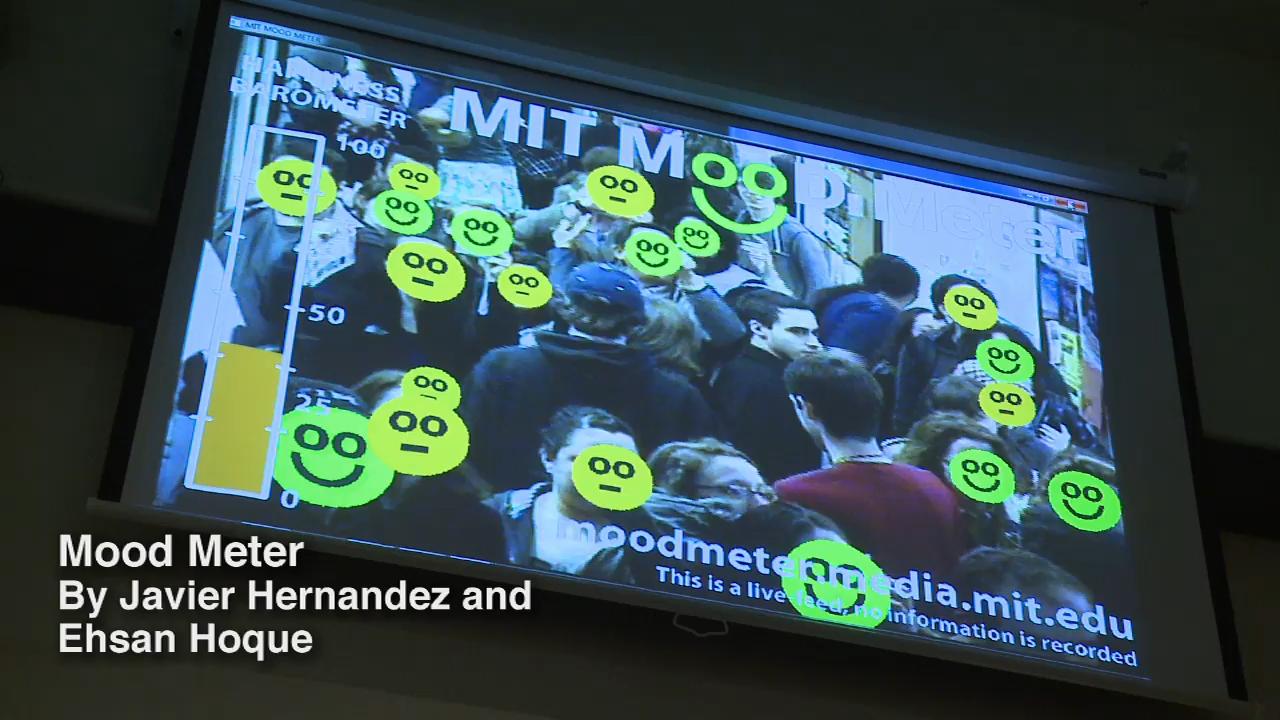 MIT MOOD METER
HAPPINESS
BAROMETER
MIT MOOD Meter
100
50
25
0
moodmeter.media.mit.edu
This is a live feed, no information is recorded
Mood Meter
By Javier Hernandez and
Ehsan Hoque